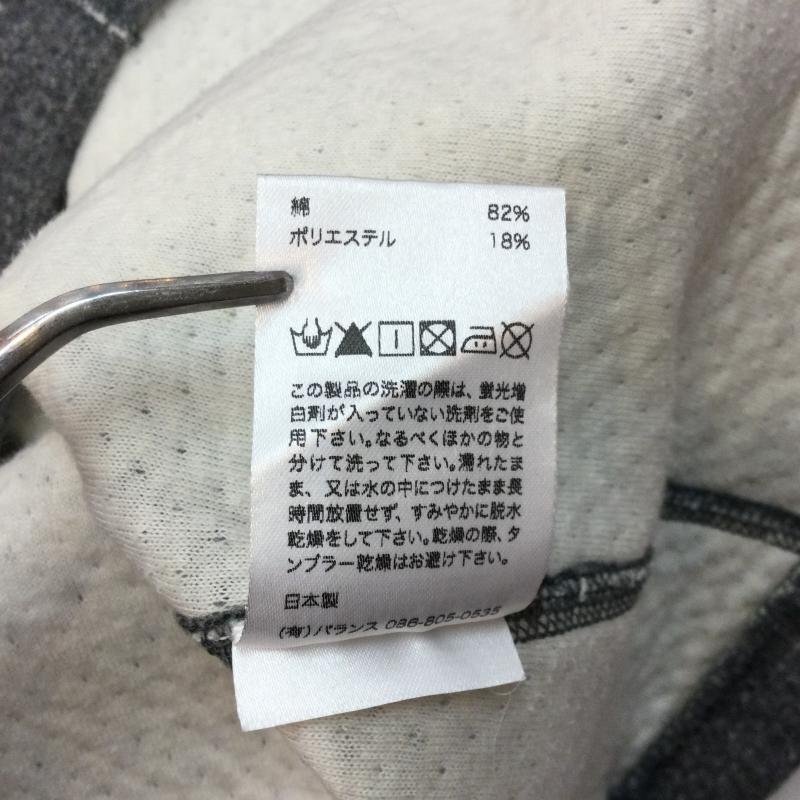 綿 82%
ポリエステル 18%
この製品の洗濯の際は、蛍光増
白剤が入っていない洗剤をご使
用下さい。なるべくほかの物と
分けて洗って下さい。濡れたま
ま、又は水の中につけたまま長
時間放置せず、すみやかに脱水
乾燥をして下さい。乾燥の際、タ
ンブラー乾燥はお避け下さい。
日本製
(有)バランス 086-805-0535